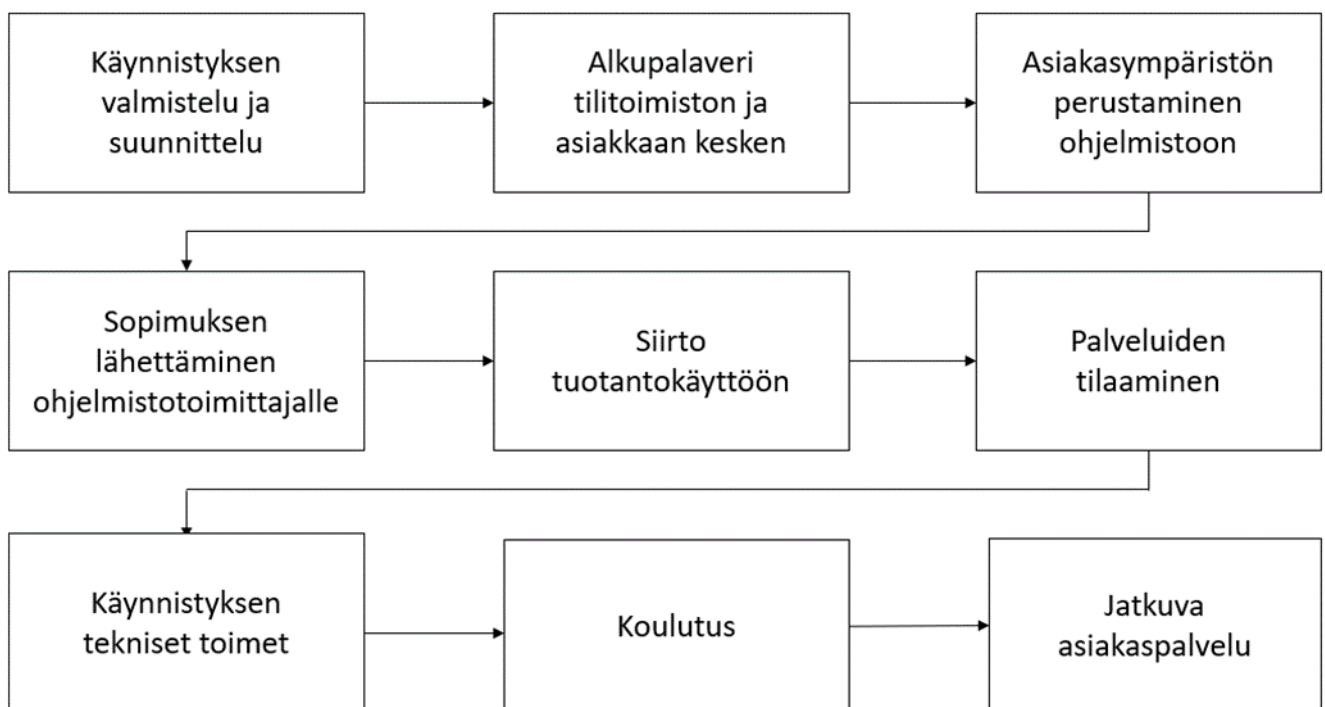 Käynnistyksen
valmistelu ja
suunnittelu
Alkupalaveri
tilitoimiston ja
asiakkaan kesken
Asiakasympäristön
perustaminen
ohjelmistoon
Sopimuksen
lähettäminen
ohjelmistotoimittajalle
Siirto
tuotantokäyttöön
Palveluiden
tilaaminen
Käynnistyksen
tekniset toimet
Koulutus
Jatkuva
asiakaspalvelu